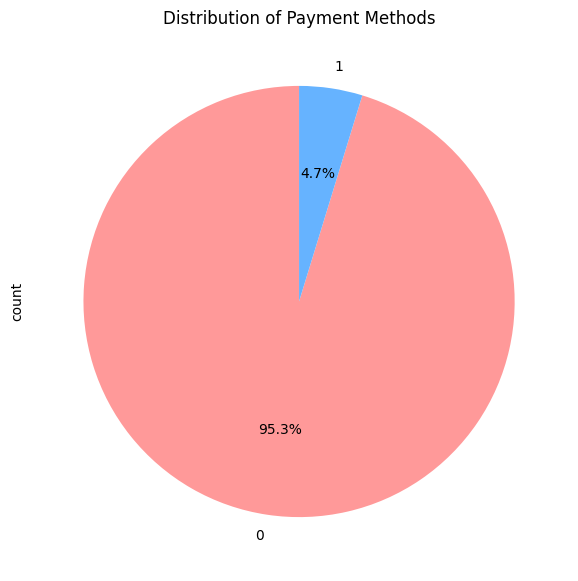 Distribution of Payment Methods
1
4.7%
count
95.3%
0